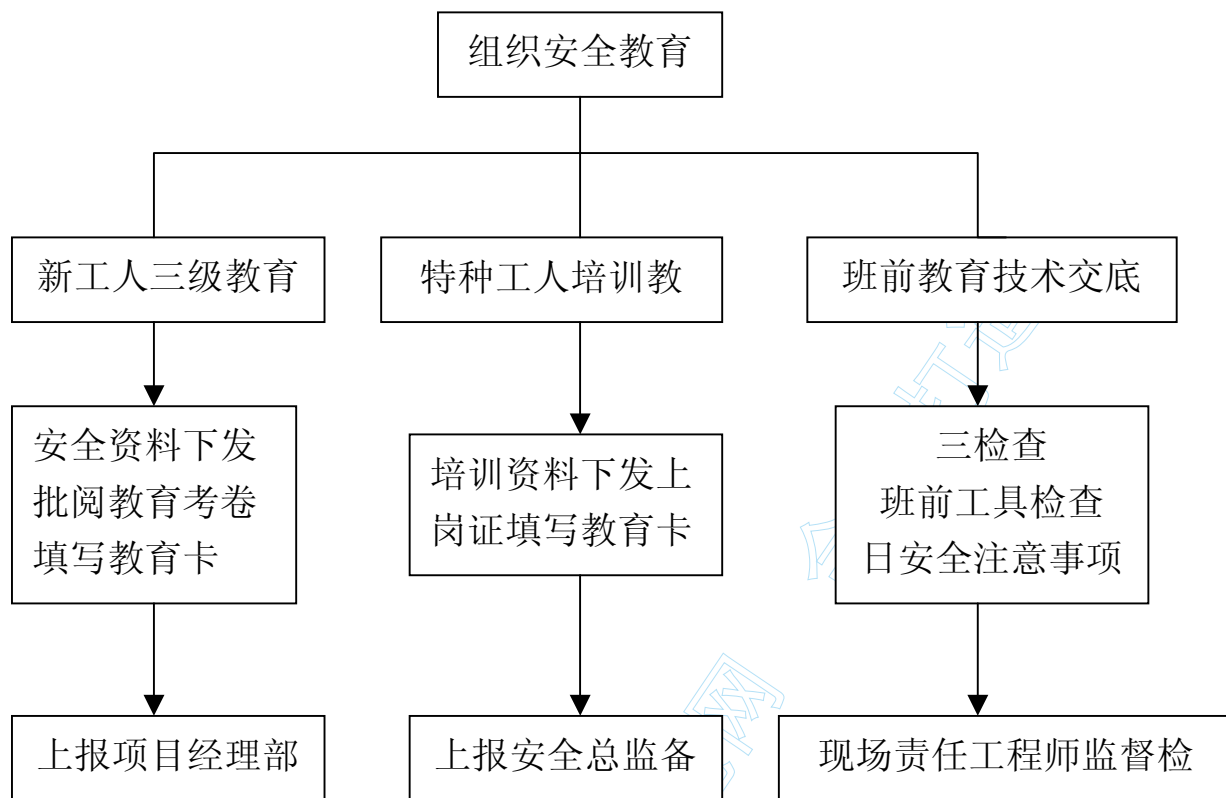 组织安全教育
新工人三级教育
特种工人培训教
班前教育技术交底
安全资料下发
批阅教育考卷
填写教育卡
培训资料下发上
岗证填写教育卡
三检查
班前工具检查
日安全注意事项
上报项目经理部
上报安全总监备
现场责任工程师监督检